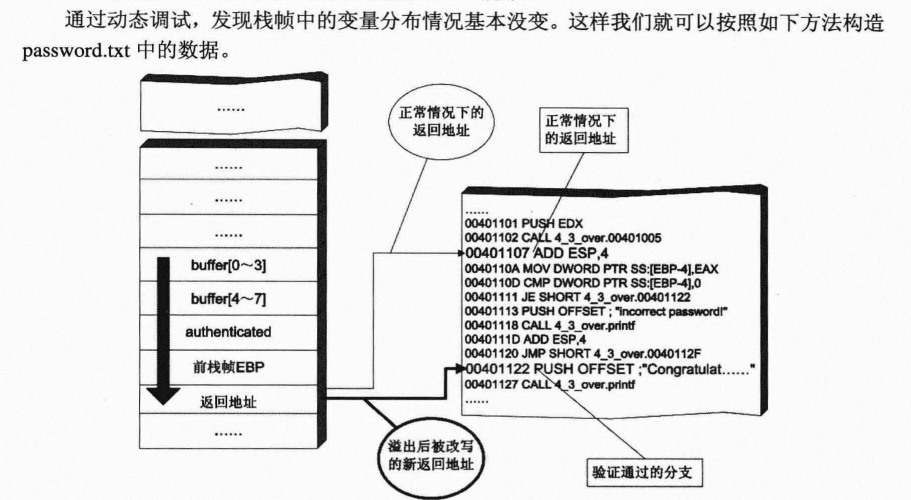 通过动态调试，发现栈帧中的变量分布情况基本没变。这样我们就可以按照如下方法构造
password.txt 中的数据。
……
……
……
……
buffer[0～3]
buffer[4～7]
authenticated
前栈帧EBP
返回地址
……
正常情况下的
返回地址
正常情况下
的返回地址
……
00401101 PUSH EDX
00401102 CALL 4_3_over.00401005
00401107 ADD ESP,4
0040110A MOV DWORD PTR SS:[EBP-4],EAX
0040110D CMP DWORD PTR SS:[EBP-4],0
00401111 JE SHORT 4_3_over.00401122
00401113 PUSH OFFSET ; "incorrect password!"
00401118 CALL 4_3_over.printf
0040111D ADD ESP,4
00401120 JMP SHORT 4_3_over.0040112F
00401122 PUSH OFFSET ;"Congratulat……"
00401127 CALL 4_3_over.printf
……
溢出后被改写
的新返回地址
验证通过的分支